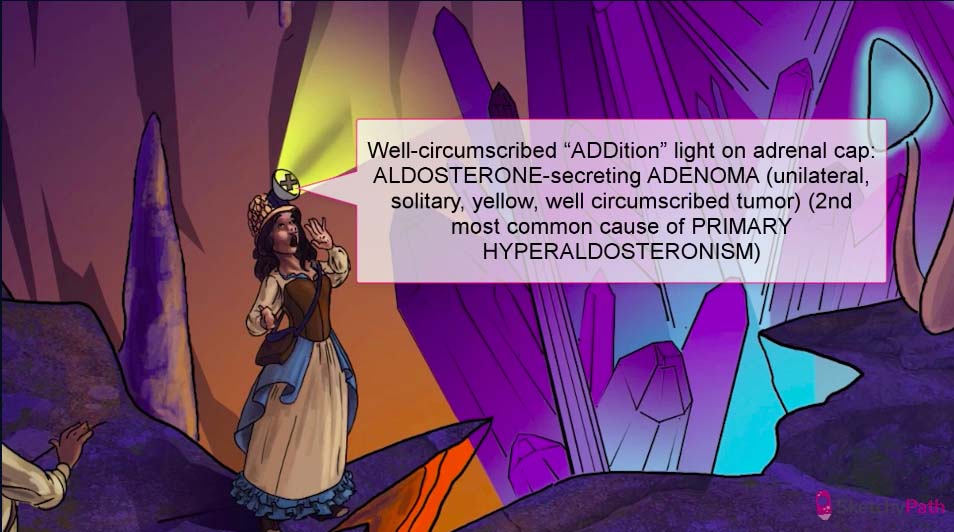 Well-circumscribed “ADDition” light on adrenal cap:
ALDOSTERONE-secreting ADENOMA (unilateral,
solitary, yellow, well circumscribed tumor) (2nd
most common cause of PRIMARY
HYPERALDOSTERONISM)
SketchyPath